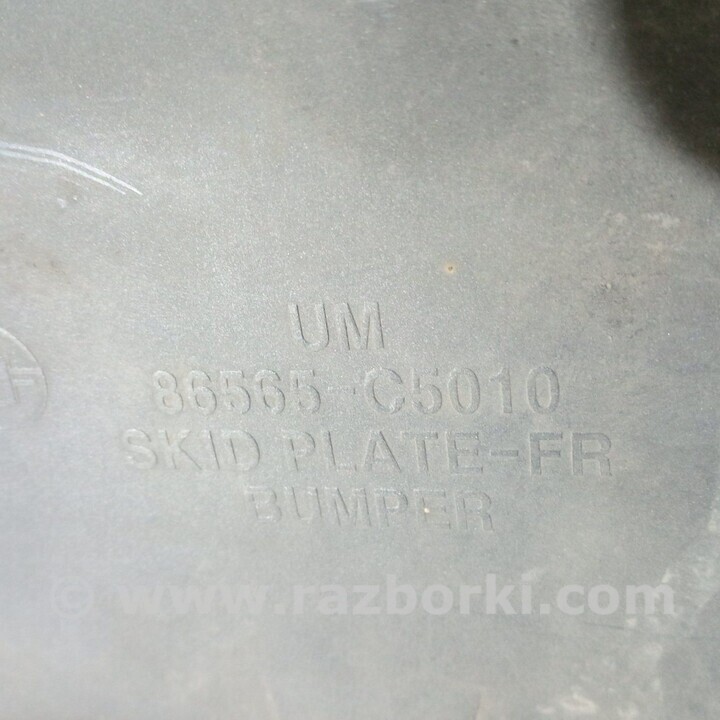 UM
86565-C5010
SKID PLATE-FR
BUMPER
F
© www.razborki.com